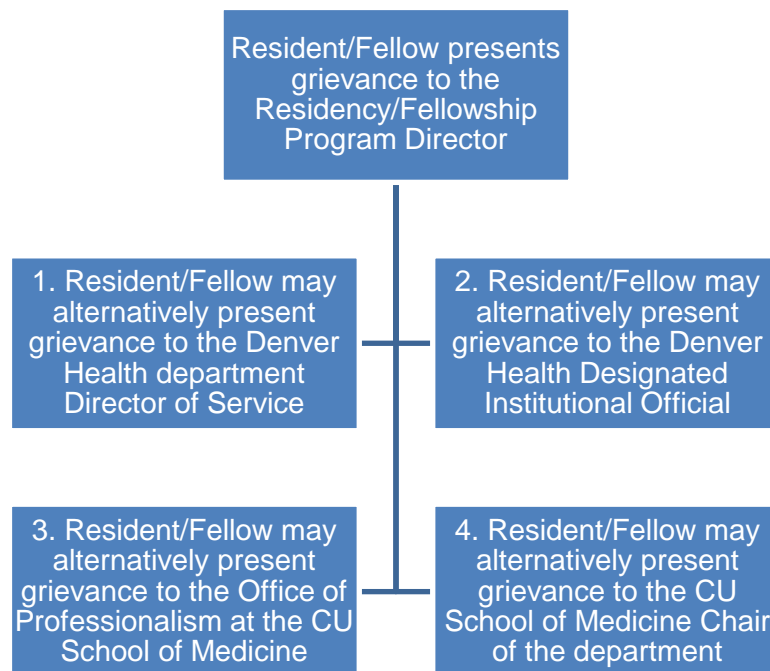 Resident/Fellow presents
grievance to the
Residency/Fellowship
Program Director
1. Resident/Fellow may
alternatively present
grievance to the Denver
Health department
Director of Service
2. Resident/Fellow may
alternatively present
grievance to the Denver
Health Designated
Institutional Official
3. Resident/Fellow may
alternatively present
grievance to the Office of
Professionalism at the CU
School of Medicine
4. Resident/Fellow may
alternatively present
grievance to the CU
School of Medicine Chair
of the department